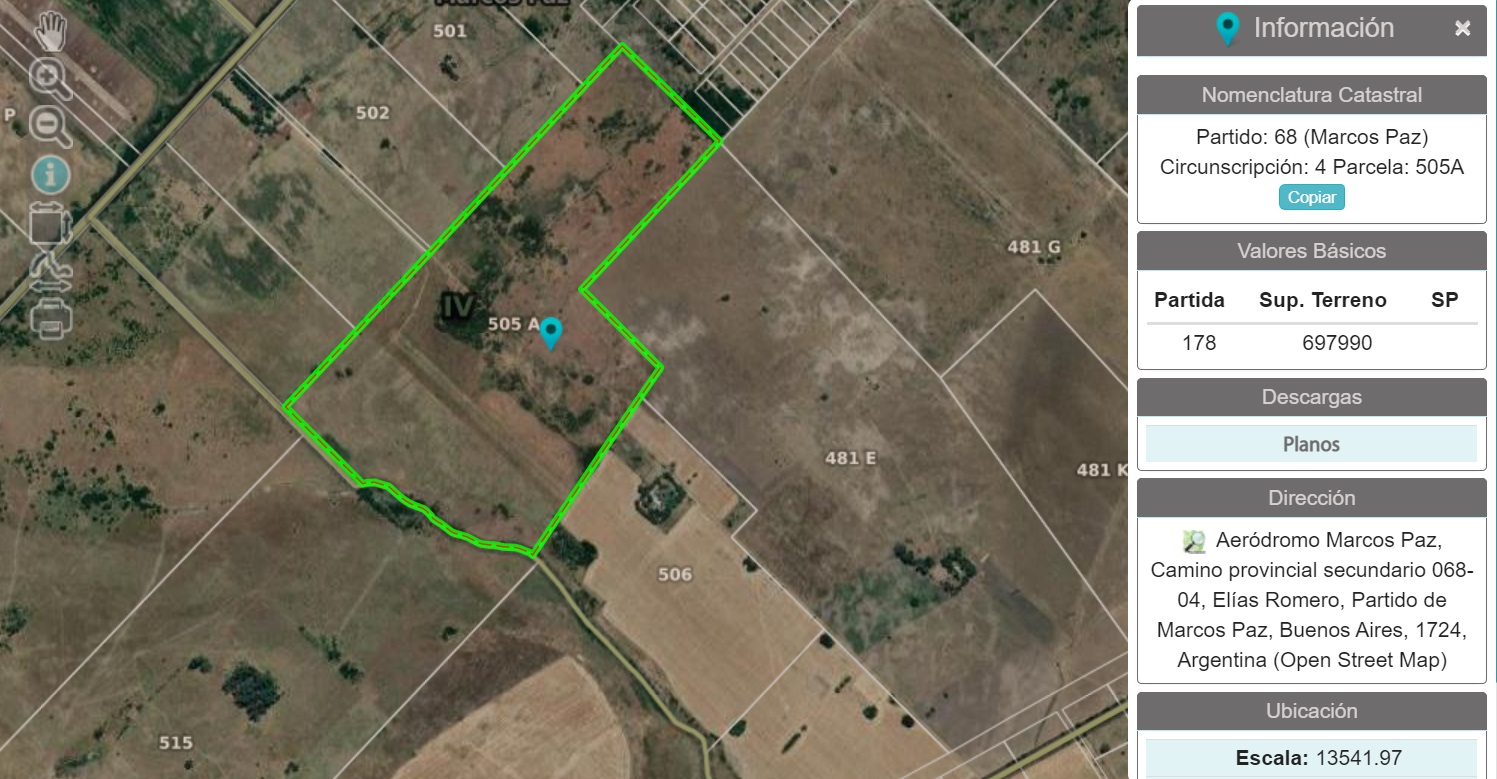 Marcos Paz
501
502
P
481 G
IV
505 A
481 E
481 K
506
515
Información
Nomenclatura Catastral
Partido: 68 (Marcos Paz)
Circunscripción: 4 Parcela: 505A
Copiar
Valores Básicos
Partida Sup. Terreno SP
178 697990
Descargas
Planos
Dirección
Aeródromo Marcos Paz,
Camino provincial secundario 068-
04, Elías Romero, Partido de
Marcos Paz, Buenos Aires, 1724,
Argentina (Open Street Map)
Ubicación
Escala: 13541.97